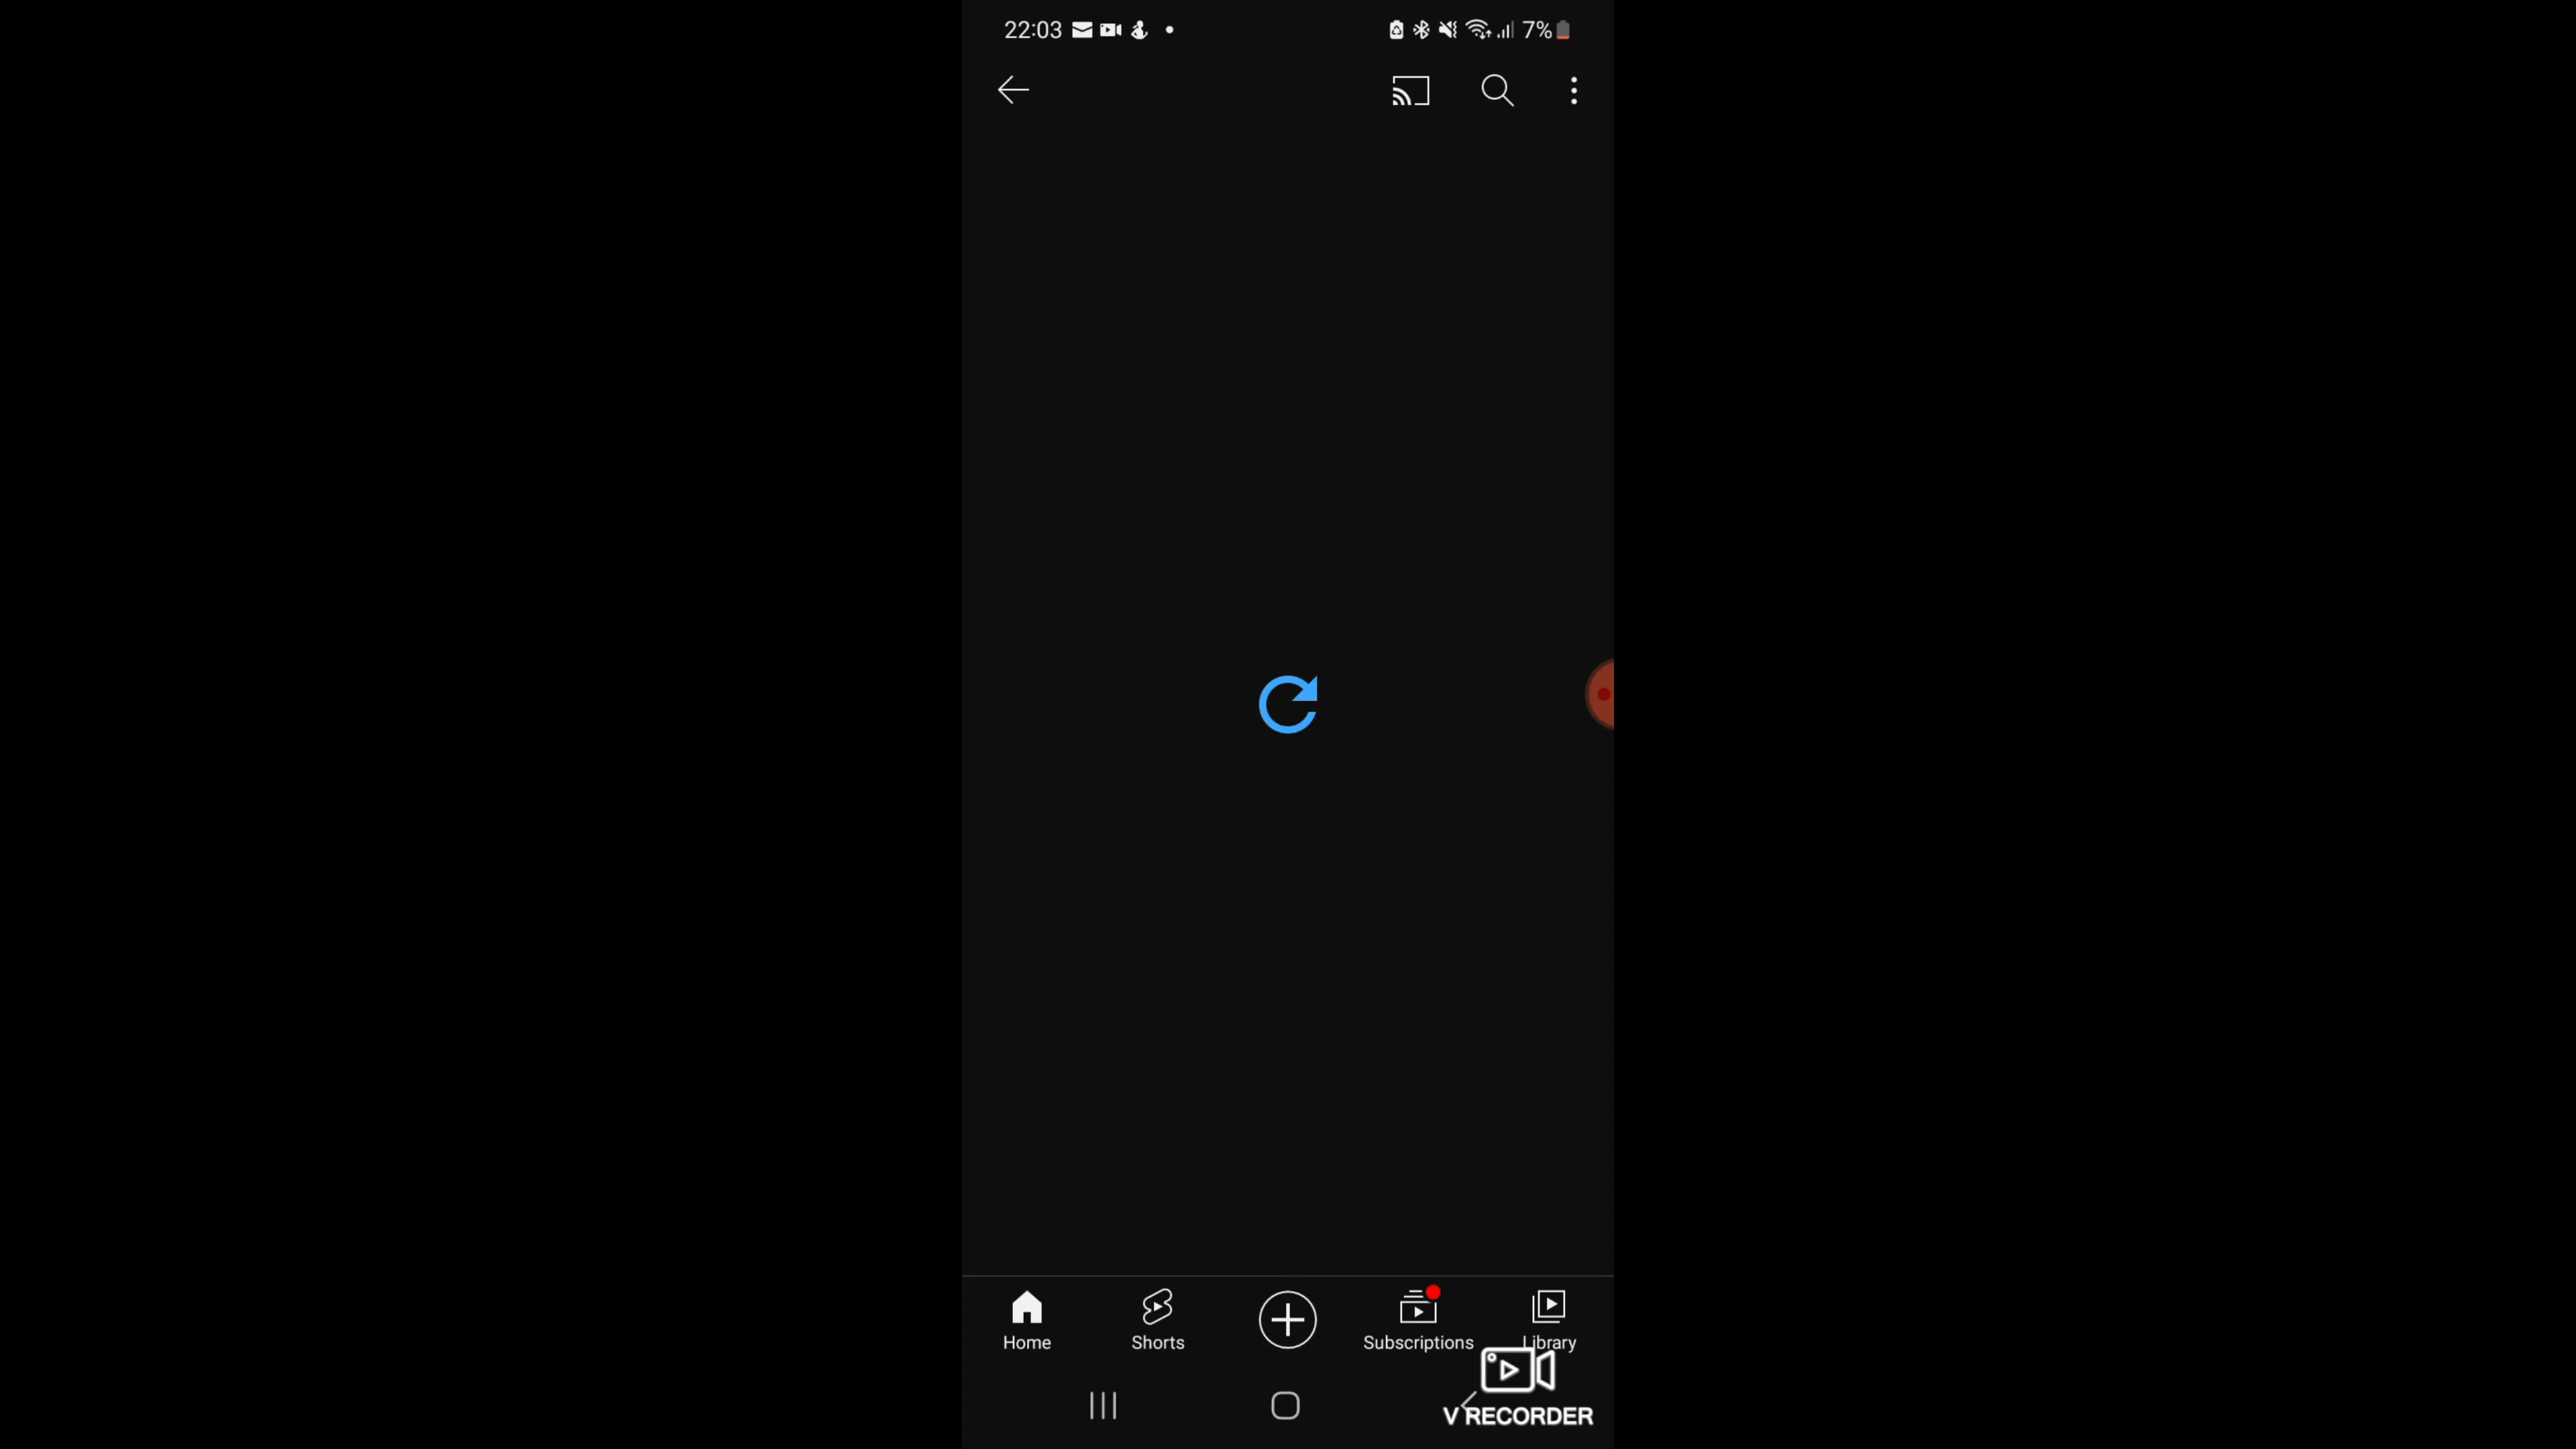 22:03
7%
Home
Shorts
Subscriptions
Library
V RECORDER